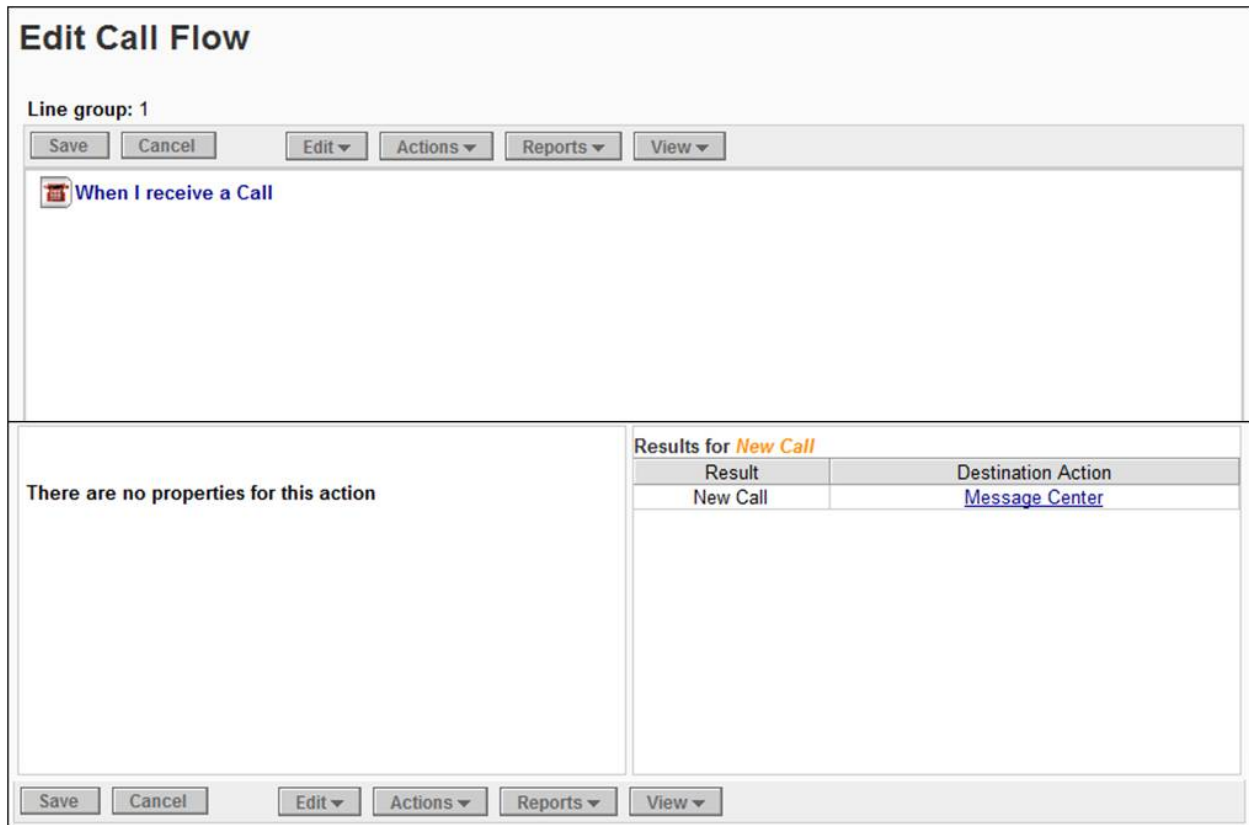 Edit Call Flow
Line group: 1
Save Cancel Edit Actions Reports View
When I receive a Call
There are no properties for this action
Results for New Call
Result Destination Action
New Call Message Center
Save Cancel Edit Actions Reports View